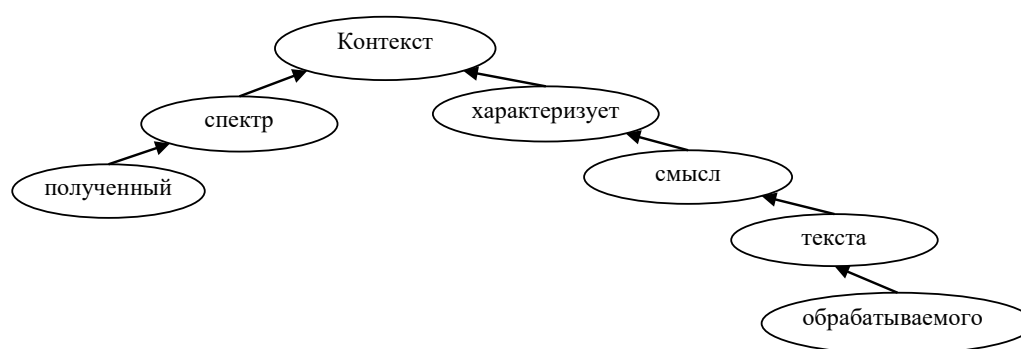 Контекст
спектр
характеризует
полученный
смысл
текста
обрабатываемого